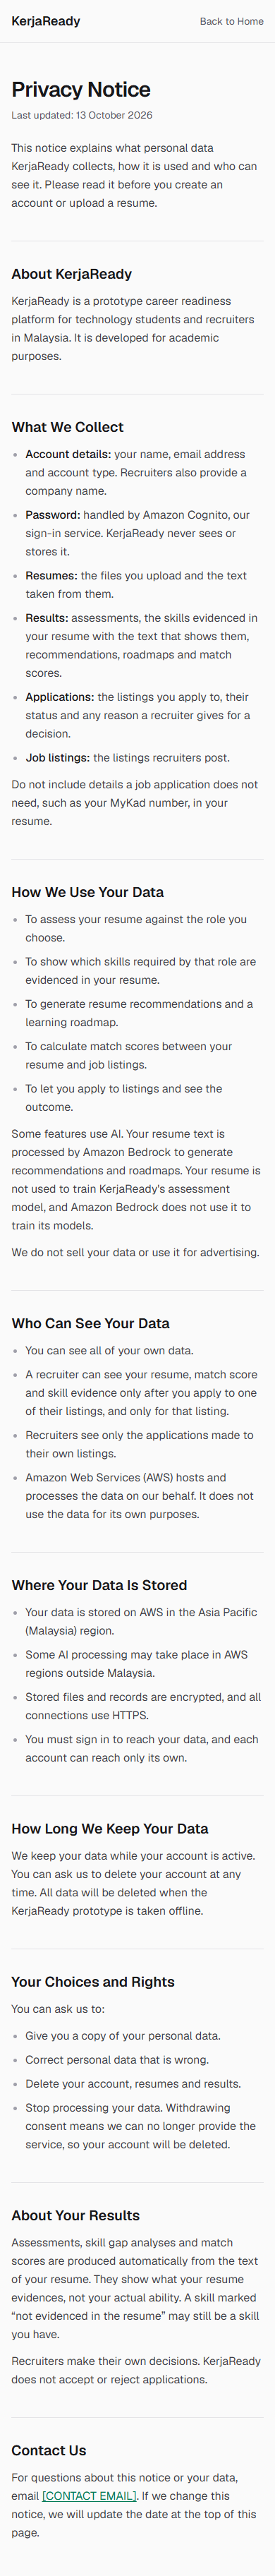 KerjaReady
Back to Home
Privacy Notice
Last updated: 13 October 2026
This notice explains what personal data
KerjaReady collects, how it is used and who can
see it. Please read it before you create an
account or upload a resume.
About KerjaReady
KerjaReady is a prototype career readiness
platform for technology students and recruiters
in Malaysia. It is developed for academic
purposes.
What We Collect
• Account details: your name, email address
and account type. Recruiters also provide a
company name.
• Password: handled by Amazon Cognito, our
sign-in service. KerjaReady never sees or
stores it.
• Resumes: the files you upload and the text
taken from them.
• Results: assessments, the skills evidenced in
your resume with the text that shows them,
recommendations, roadmaps and match
scores.
• Applications: the listings you apply to, their
status and any reason a recruiter gives for a
decision.
• Job listings: the listings recruiters post.
Do not include details a job application does not
need, such as your MyKad number, in your
resume.
How We Use Your Data
• To assess your resume against the role you
choose.
• To show which skills required by that role are
evidenced in your resume.
• To generate resume recommendations and a
learning roadmap.
• To calculate match scores between your
resume and job listings.
• To let you apply to listings and see the
outcome.
Some features use AI. Your resume text is
processed by Amazon Bedrock to generate
recommendations and roadmaps. Your resume is
not used to train KerjaReady's assessment
model, and Amazon Bedrock does not use it to
train its models.
We do not sell your data or use it for advertising.
Who Can See Your Data
• You can see all of your own data.
• A recruiter can see your resume, match score
and skill evidence only after you apply to one
of their listings, and only for that listing.
• Recruiters see only the applications made to
their own listings.
• Amazon Web Services (AWS) hosts and
processes the data on our behalf. It does not
use the data for its own purposes.
Where Your Data Is Stored
• Your data is stored on AWS in the Asia Pacific
(Malaysia) region.
• Some AI processing may take place in AWS
regions outside Malaysia.
• Stored files and records are encrypted, and all
connections use HTTPS.
• You must sign in to reach your data, and each
account can reach only its own.
How Long We Keep Your Data
We keep your data while your account is active.
You can ask us to delete your account at any
time. All data will be deleted when the
KerjaReady prototype is taken offline.
Your Choices and Rights
You can ask us to:
• Give you a copy of your personal data.
• Correct personal data that is wrong.
• Delete your account, resumes and results.
• Stop processing your data. Withdrawing
consent means we can no longer provide the
service, so your account will be deleted.
About Your Results
Assessments, skill gap analyses and match
scores are produced automatically from the text
of your resume. They show what your resume
evidences, not your actual ability. A skill marked
“not evidenced in the resume” may still be a skill
you have.
Recruiters make their own decisions. KerjaReady
does not accept or reject applications.
Contact Us
For questions about this notice or your data,
email [CONTACT EMAIL]. If we change this
notice, we will update the date at the top of this
page.